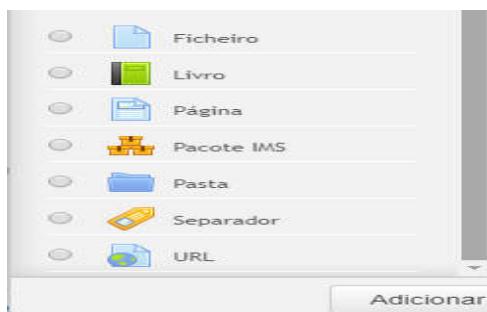 Ficheiro
Livro
Página
Pacote IMS
Pasta
Separador
URL
Adicionar